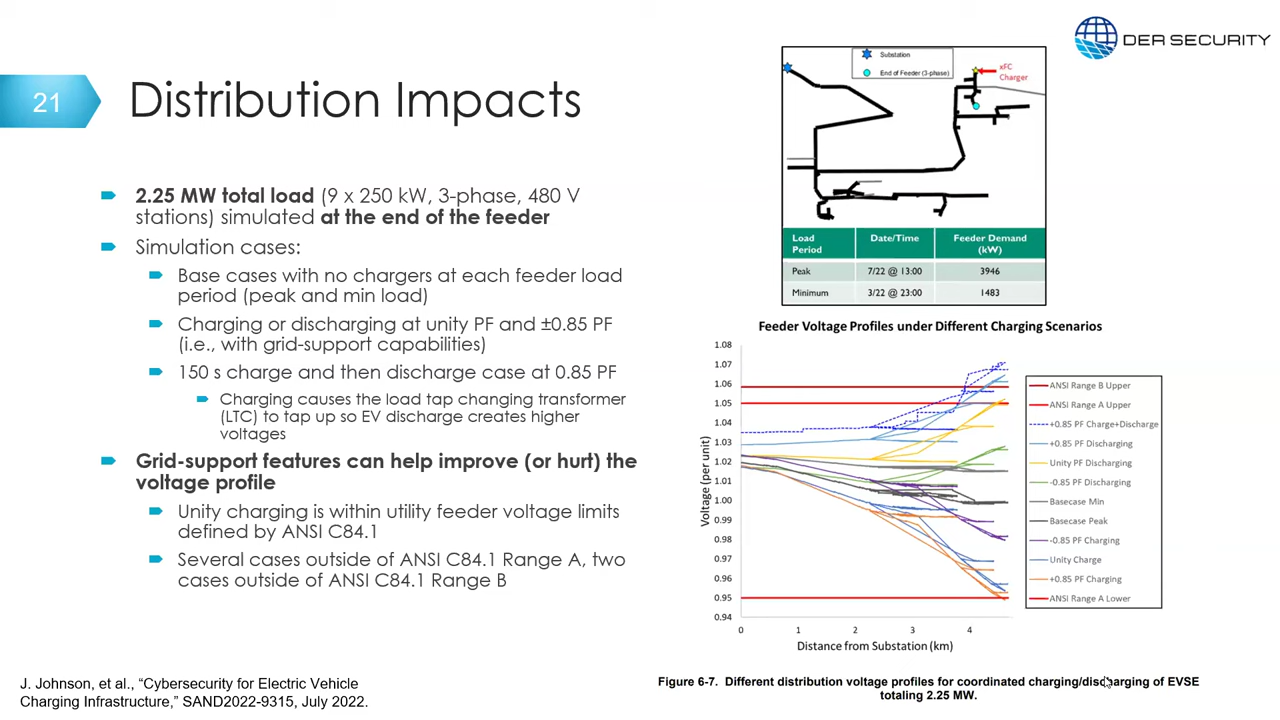 DER SECURITY
21
Distribution Impacts
2.25 MW total load (9 x 250 kW, 3-phase, 480 V
stations) simulated at the end of the feeder
Simulation cases:
Base cases with no chargers at each feeder load
period (peak and min load)
Charging or discharging at unity PF and ±0.85 PF
(i.e., with grid-support capabilities)
150 s charge and then discharge case at 0.85 PF
Charging causes the load tap changing transformer
(LTC) to tap up so EV discharge creates higher
voltages
Grid-support features can help improve (or hurt) the
voltage profile
Unity charging is within utility feeder voltage limits
defined by ANSI C84.1
Several cases outside of ANSI C84.1 Range A, two
cases outside of ANSI C84.1 Range B
J. Johnson, et al., “Cybersecurity for Electric Vehicle
Charging Infrastructure,” SAND2022-9315, July 2022.
Substation
End of Feeder (3-phase)
xFC
Charger
Load Period Date/Time Feeder Demand (kW)
Peak 7/22 @ 13:00 3946
Minimum 3/22 @ 23:00 1483
Feeder Voltage Profiles under Different Charging Scenarios
Voltage (per unit)
1.08
1.07
1.06
1.05
1.04
1.03
1.02
1.01
1.00
0.99
0.98
0.97
0.96
0.95
0.94
0 1 2 3 4
Distance from Substation (km)
ANSI Range B Upper
ANSI Range A Upper
+0.85 PF Charge+Discharge
+0.85 PF Discharging
Unity PF Discharging
-0.85 PF Discharging
Basecase Min
Basecase Peak
-0.85 PF Charging
Unity Charge
+0.85 PF Charging
ANSI Range A Lower
Figure 6-7. Different distribution voltage profiles for coordinated charging/discharging of EVSE
totaling 2.25 MW.